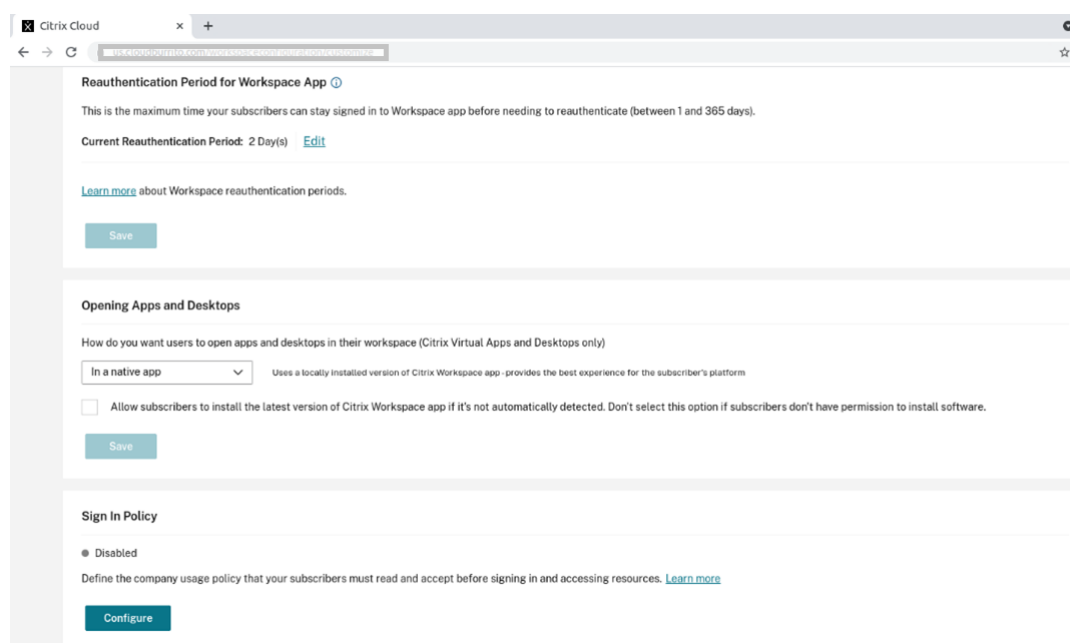 Citrix Cloud
Reauthentication Period for Workspace App
This is the maximum time your subscribers can stay signed in to Workspace app before needing to reauthenticate (between 1 and 365 days).
Current Reauthentication Period: 2 Day(s) Edit
Learn more about Workspace reauthentication periods.
Save
Opening Apps and Desktops
How do you want users to open apps and desktops in their workspace (Citrix Virtual Apps and Desktops only)
In a native app Uses a locally installed version of Citrix Workspace app - provides the best experience for the subscriber's platform
Allow subscribers to install the latest version of Citrix Workspace app if it's not automatically detected. Don't select this option if subscribers don't have permission to install software.
Save
Sign In Policy
Disabled
Define the company usage policy that your subscribers must read and accept before signing in and accessing resources. Learn more
Configure